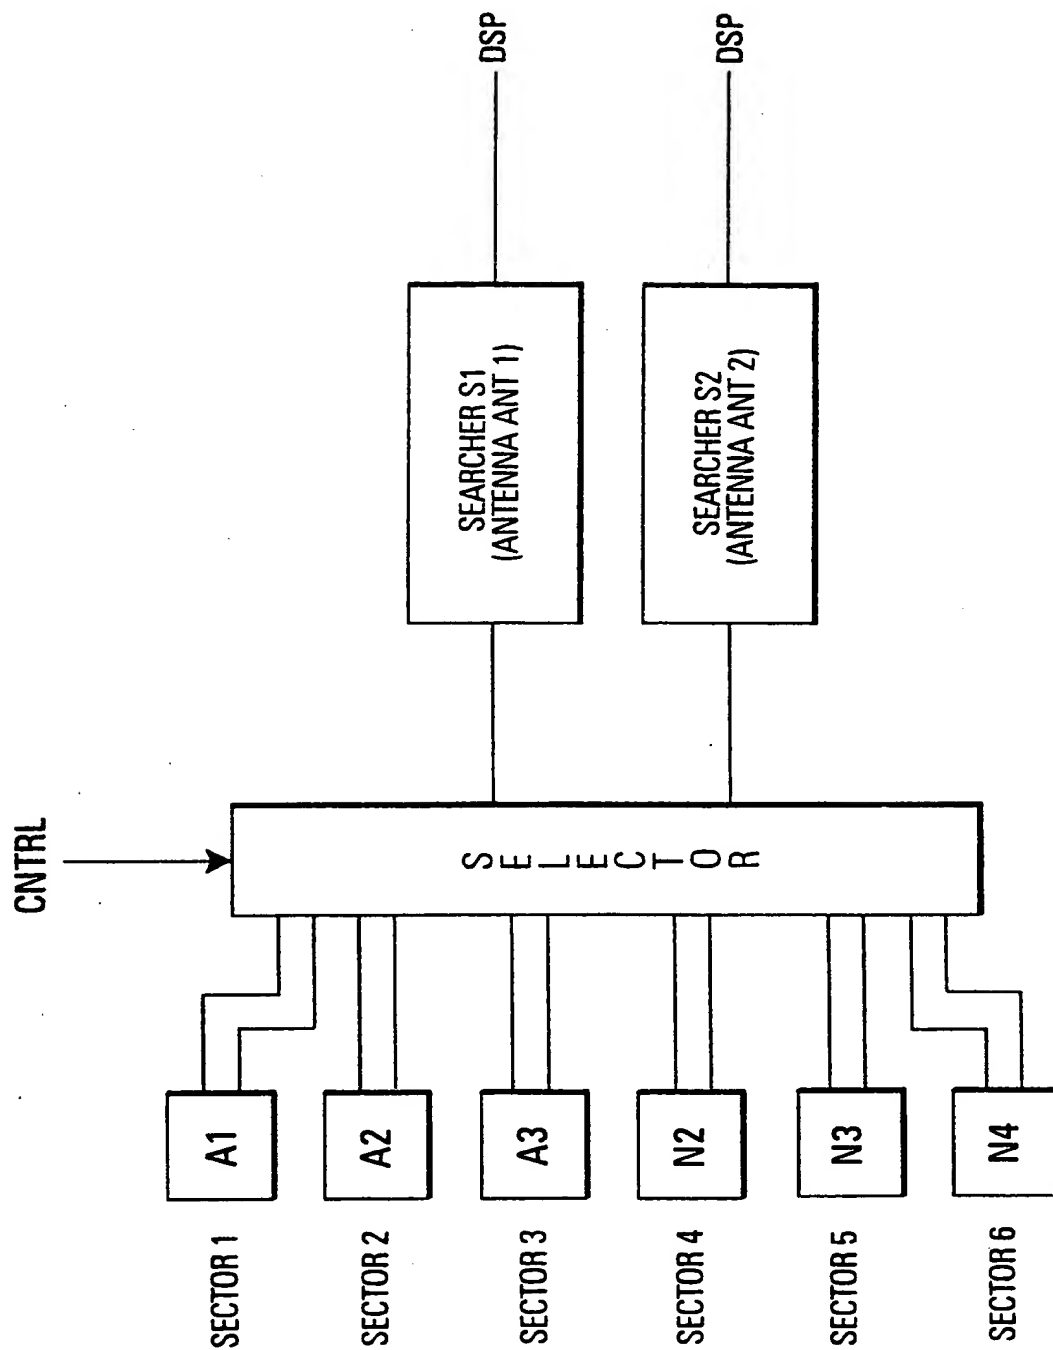 CNTRL
SECTOR 1
A1
SECTOR 2
A2
SECTOR 3
A3
SECTOR 4
N2
SECTOR 5
N3
SECTOR 6
N4
SELECTOR
SEARCHER S1
(ANTENNA ANT 1)
DSP
SEARCHER S2
(ANTENNA ANT 2)
DSP